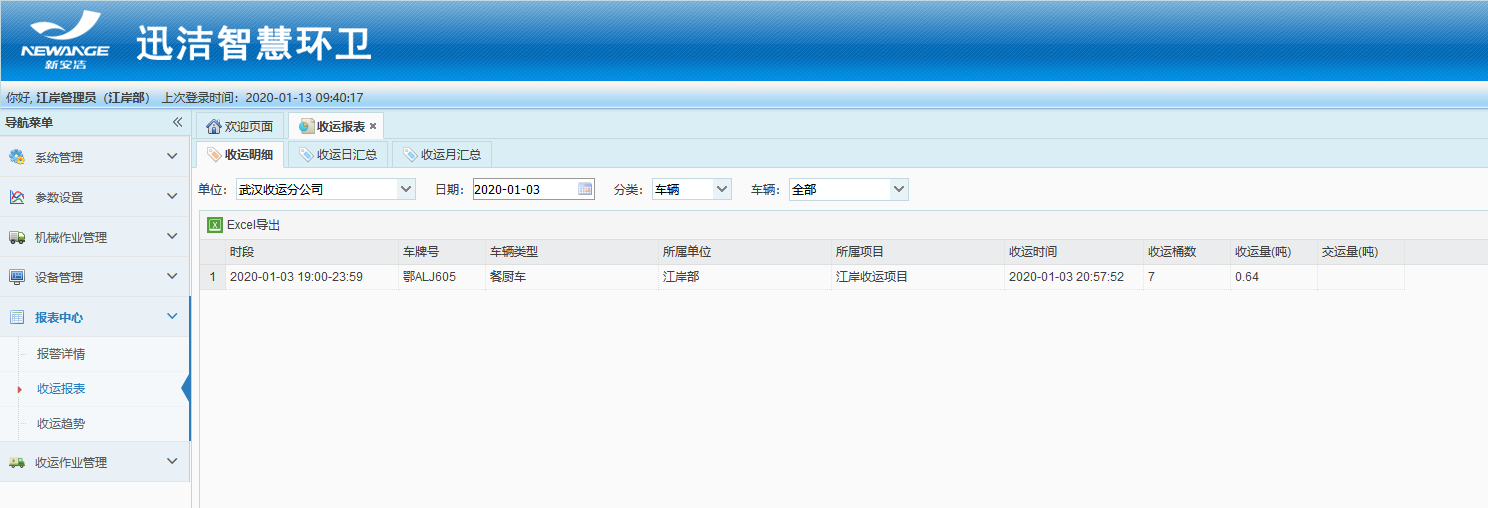 NEWANGE
新安洁
迅洁智慧环卫
你好, 江岸管理员（江岸部） 上次登录时间：2020-01-13 09:40:17
导航菜单
欢迎页面 收运报表
收运明细 收运日汇总 收运月汇总
系统管理
参数设置
机械作业管理
设备管理
报表中心
报警详情
收运报表
收运趋势
收运作业管理
单位： 武汉收运分公司 日期： 2020-01-03 分类： 车辆 车辆： 全部
Excel导出
时段 车牌号 车辆类型 所属单位 所属项目 收运时间 收运桶数 收运量(吨) 交运量(吨)
1 2020-01-03 19:00-23:59 鄂ALJ605 餐厨车 江岸部 江岸收运项目 2020-01-03 20:57:52 7 0.64